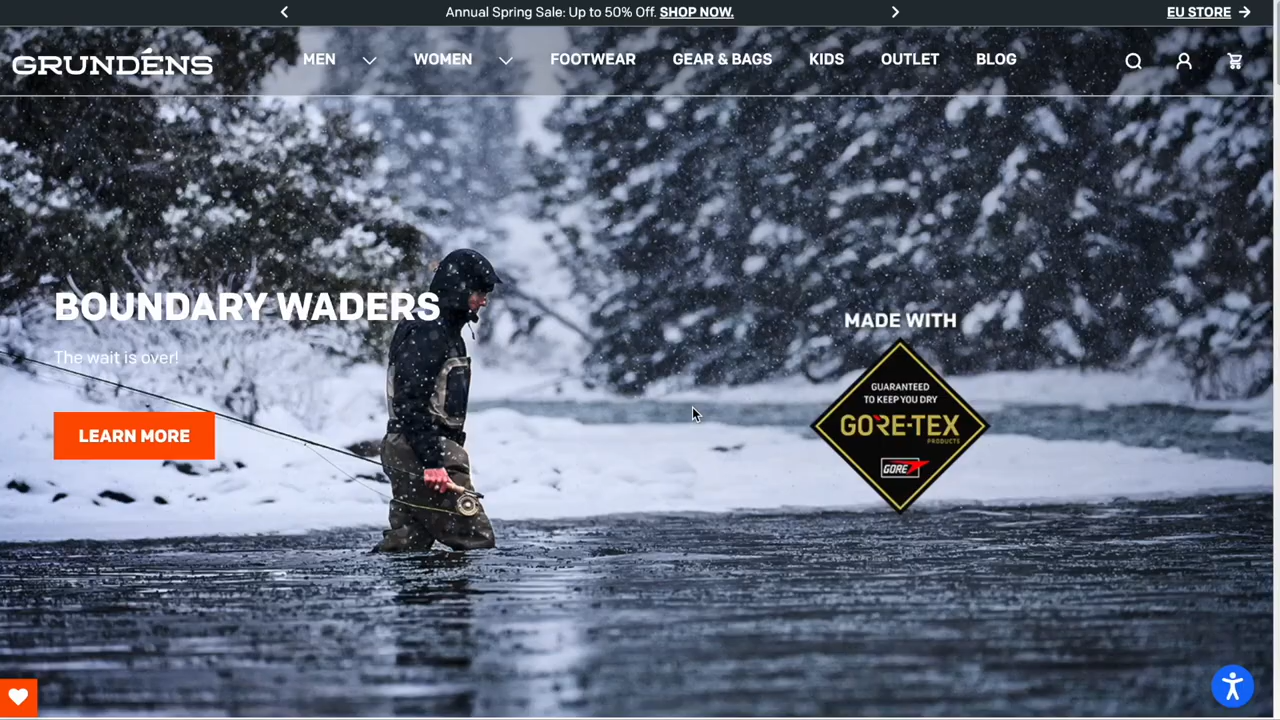 Annual Spring Sale: Up to 50% Off. SHOP NOW.
EU STORE
GRUNDÉNS
MEN
WOMEN
FOOTWEAR
GEAR & BAGS
KIDS
OUTLET
BLOG
BOUNDARY WADERS
The wait is over!
LEARN MORE
MADE WITH
GUARANTEED
TO KEEP YOU DRY
GORE-TEX
PRODUCTS
GORE